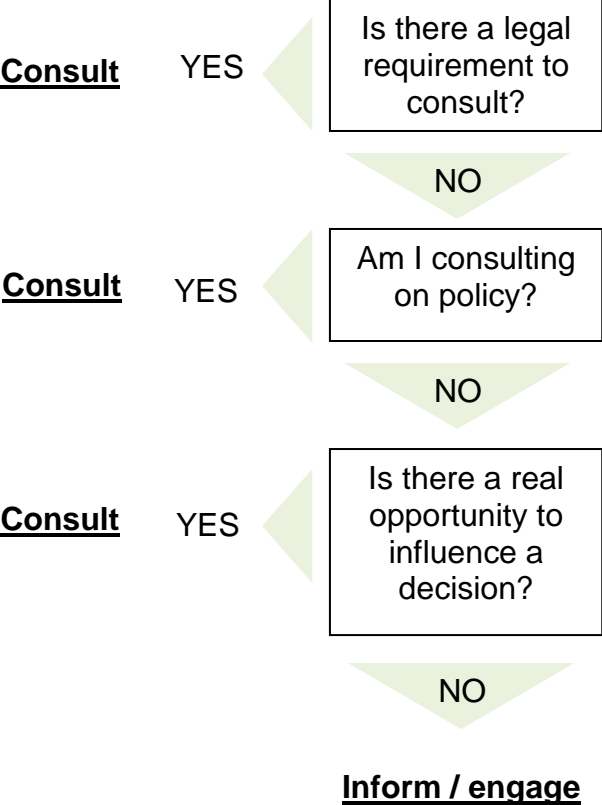 Is there a legal
requirement to
consult?
Consult
YES
NO
Am I consulting
on policy?
Consult
YES
NO
Is there a real
opportunity to
influence a
decision?
Consult
YES
NO
Inform / engage